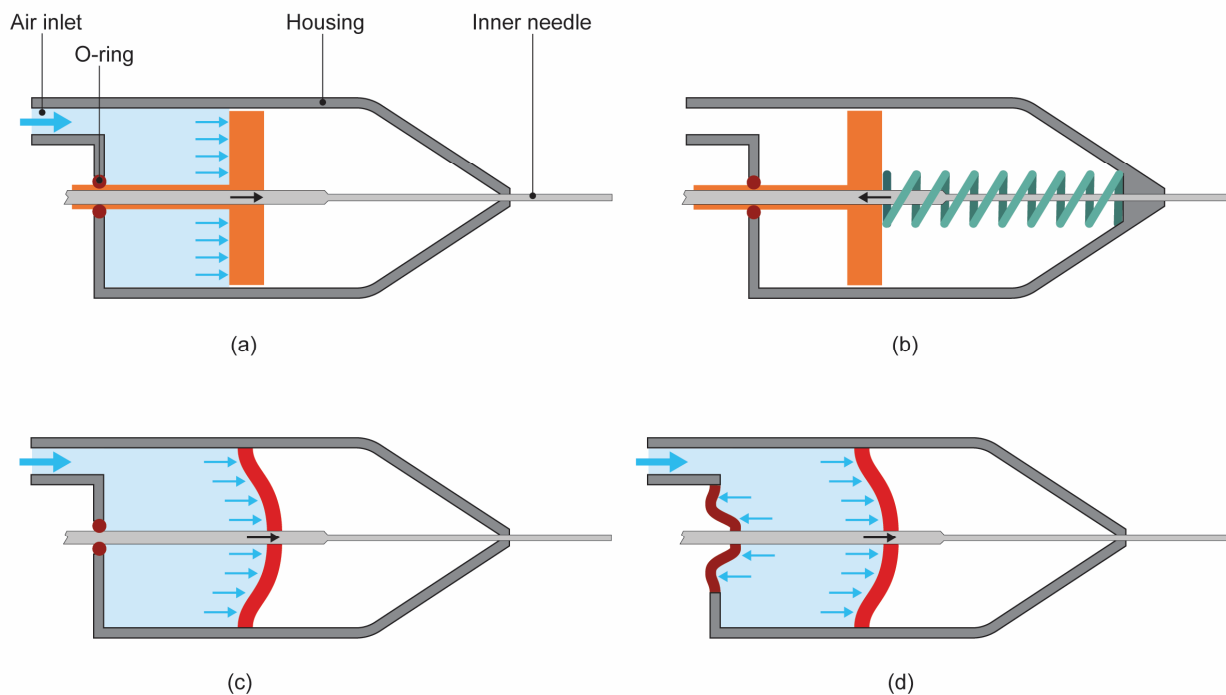 Air inlet
Housing
Inner needle
O-ring
(a)
(b)
(c)
(d)